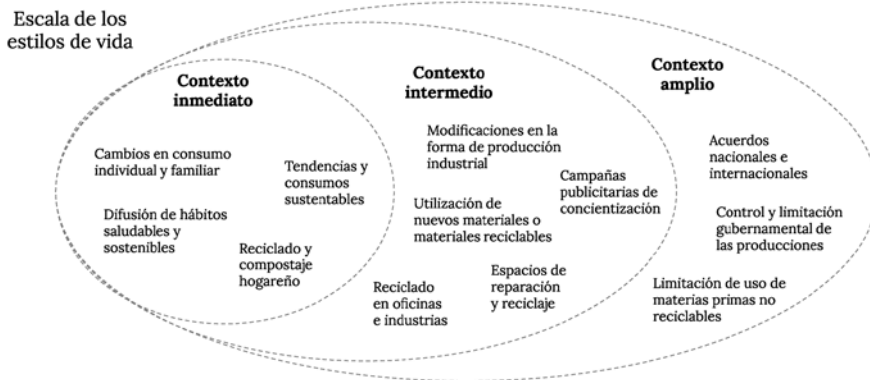 Escala de los
estilos de vida
Contexto
inmediato
Cambios en consumo
individual y familiar
Tendencias y
consumos
sustentables
Difusión de hábitos
saludables y
sostenibles
Reciclado y
compostaje
hogareño
Contexto
intermedio
Modificaciones en la
forma de producción
industrial
Campañas
publicitarias de
concientización
Utilización de
nuevos materiales o
materiales reciclables
Espacios de
reparación
y reciclaje
Reciclado
en oficinas
e industrias
Contexto
amplio
Acuerdos
nacionales e
internacionales
Control y limitación
gubernamental de
las producciones
Limitación de uso de
materias primas no
reciclables